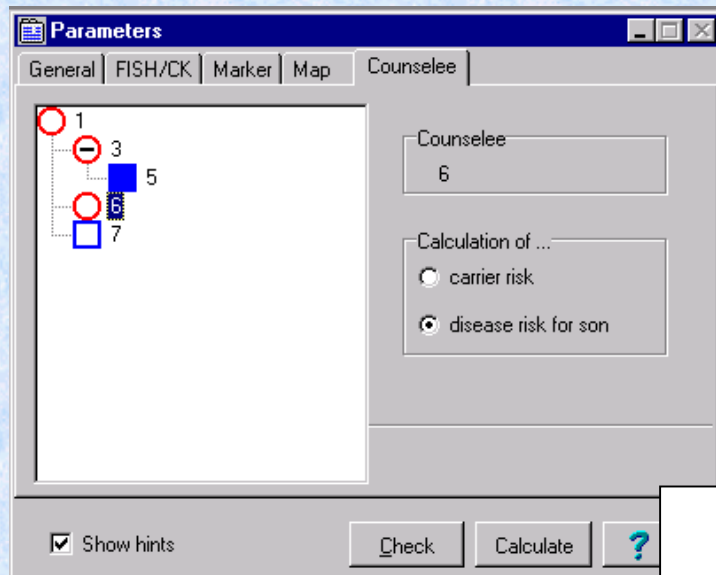 Parameters
General FISH/CK Marker Map Counselee
1
3
5
6
7
Counselee
6
Calculation of ...
carrier risk
disease risk for son
Show hints
Check
Calculate
?